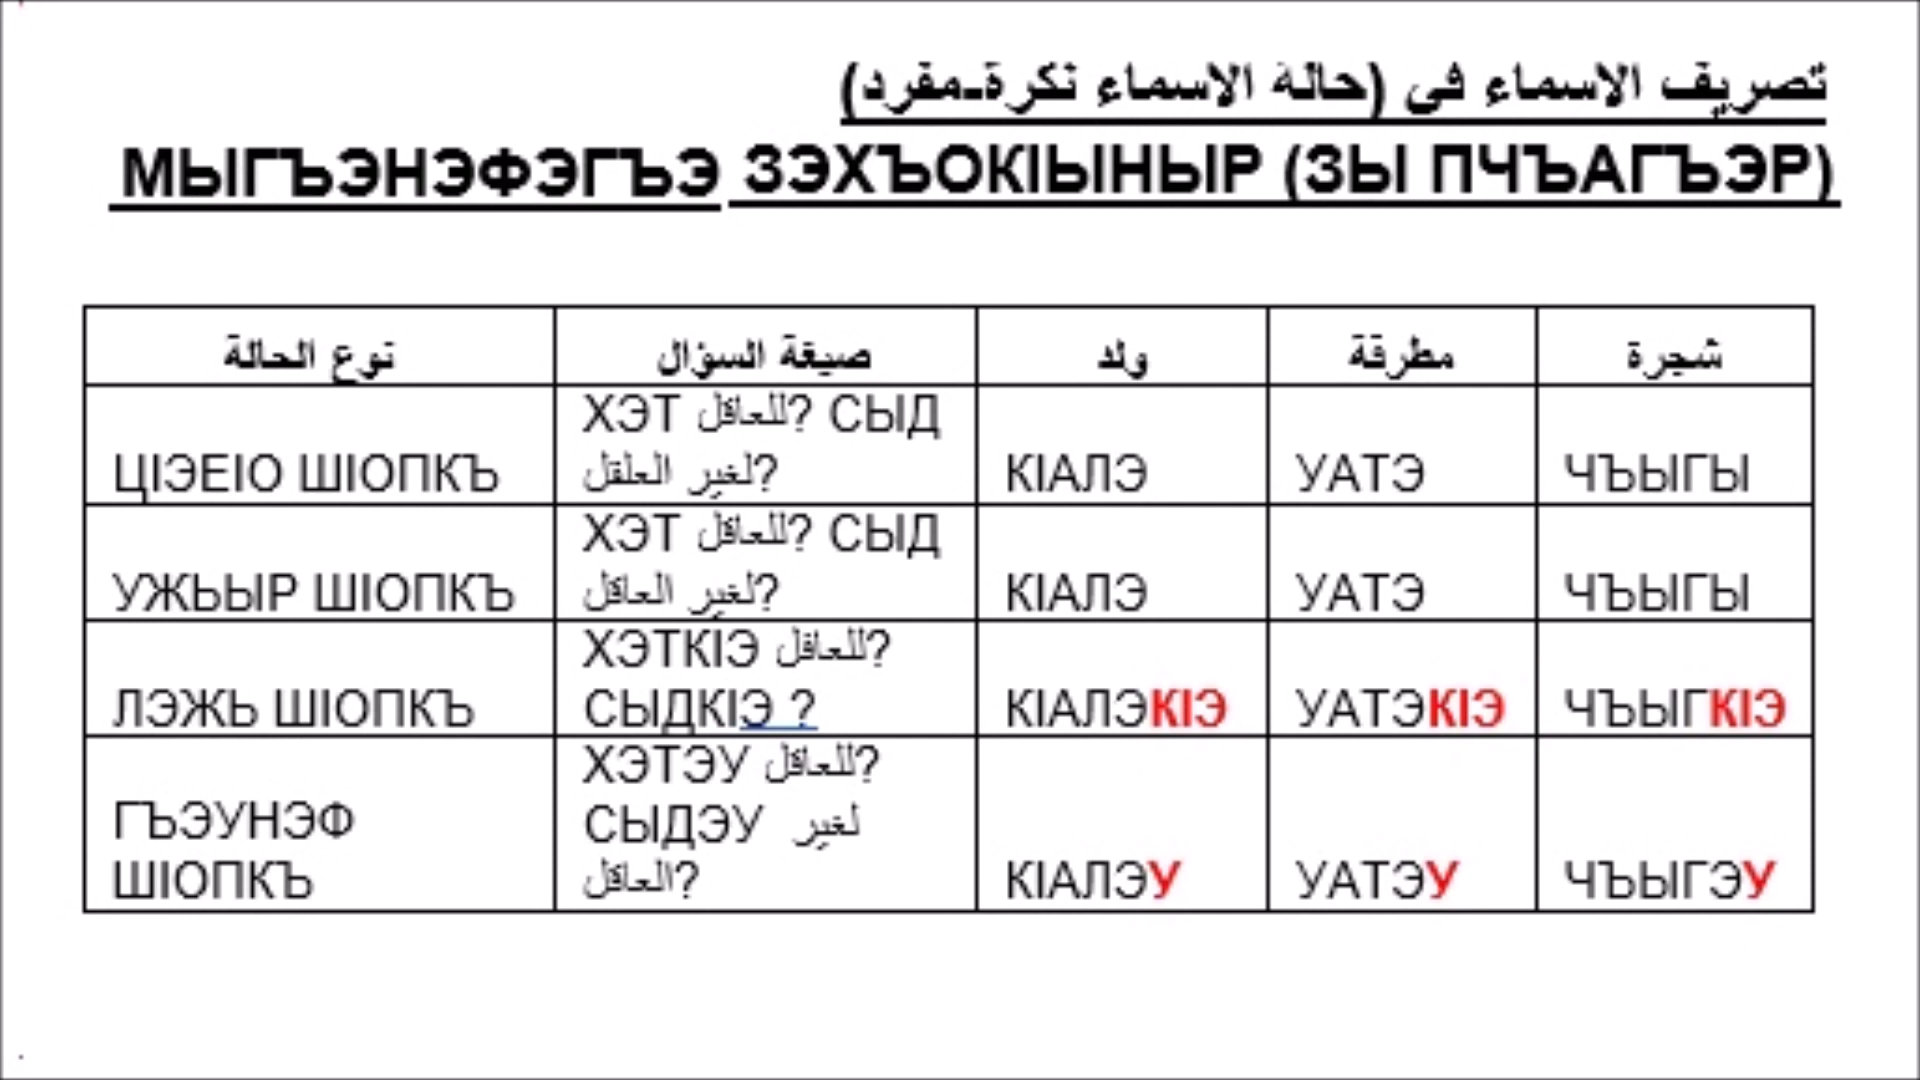 تصريف الاسماء في (حالة الاسماء نكرة-مفرد)
МЫГЪЭНЭФЭГЪЭ ЗЭХЪОКІЫНЫР (ЗЫ ПЧЪАГЪЭР)
نوع الحالة صيغة السؤال ولد مطرقة شجرة
ХЭТ للعاقل? СЫД
ЦІЭЕІО ШІОПКЪ لغير العلقل? КІАЛЭ УАТЭ ЧЪЫГЫ
ХЭТ للعاقل? СЫД
УЖЬЫР ШІОПКЪ لغير العاقل? КІАЛЭ УАТЭ ЧЪЫГЫ
ХЭТКІЭ للعاقل?
ЛЭЖЬ ШІОПКЪ СЫДКІЭ ? КІАЛЭКІЭ УАТЭКІЭ ЧЪЫГКІЭ
ХЭТЭУ للعاقل?
ГЪЭУНЭФ СЫДЭУ لغير
ШІОПКЪ العاقل? КІАЛЭУ УАТЭУ ЧЪЫГЭУ